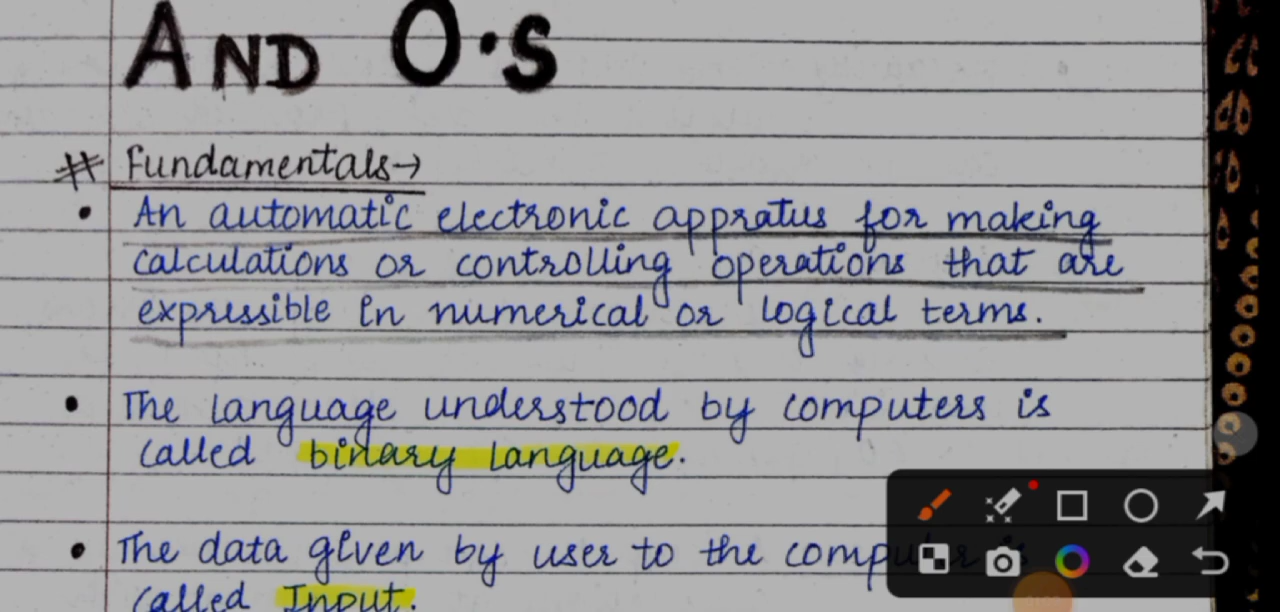 AND O.S
# Fundamentals→
• An automatic electronic appratus for making
calculations or controlling operations that are
expressible in numerical or logical terms.
• The language understood by computers is
called binary language.
• The data given by user to the computer is
called Input.